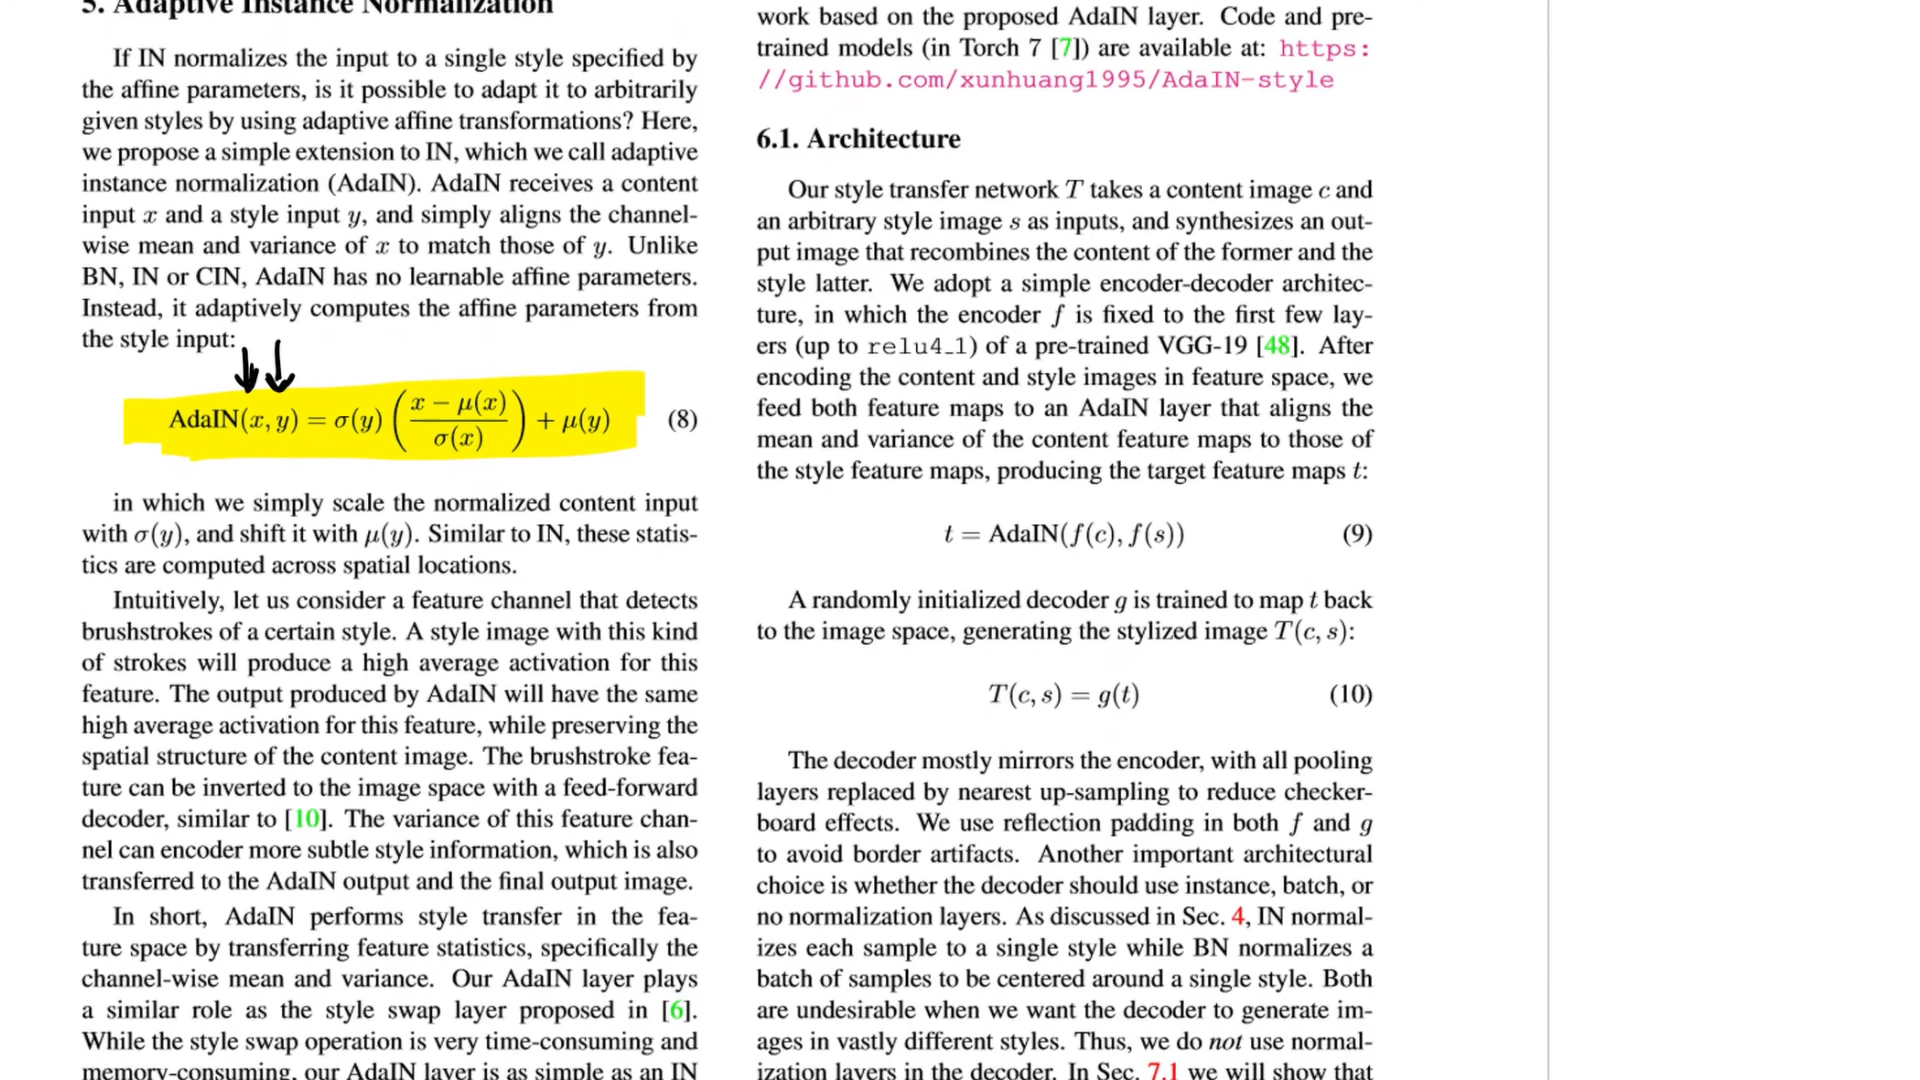 5. Adaptive Instance Normalization
If IN normalizes the input to a single style specified by
the affine parameters, is it possible to adapt it to arbitrarily
given styles by using adaptive affine transformations? Here,
we propose a simple extension to IN, which we call adaptive
instance normalization (AdaIN). AdaIN receives a content
input x and a style input y, and simply aligns the channel-
wise mean and variance of x to match those of y. Unlike
BN, IN or CIN, AdaIN has no learnable affine parameters.
Instead, it adaptively computes the affine parameters from
the style input:
AdaIN(x, y) = σ(y) ( (x − μ(x)) / σ(x) ) + μ(y) (8)
in which we simply scale the normalized content input
with σ(y), and shift it with μ(y). Similar to IN, these statis-
tics are computed across spatial locations.
Intuitively, let us consider a feature channel that detects
brushstrokes of a certain style. A style image with this kind
of strokes will produce a high average activation for this
feature. The output produced by AdaIN will have the same
high average activation for this feature, while preserving the
spatial structure of the content image. The brushstroke fea-
ture can be inverted to the image space with a feed-forward
decoder, similar to [10]. The variance of this feature chan-
nel can encoder more subtle style information, which is also
transferred to the AdaIN output and the final output image.
In short, AdaIN performs style transfer in the fea-
ture space by transferring feature statistics, specifically the
channel-wise mean and variance. Our AdaIN layer plays
a similar role as the style swap layer proposed in [6].
While the style swap operation is very time-consuming and
memory-consuming, our AdaIN layer is as simple as an IN
work based on the proposed AdaIN layer. Code and pre-
trained models (in Torch 7 [7]) are available at: https:
//github.com/xunhuang1995/AdaIN-style
6.1. Architecture
Our style transfer network T takes a content image c and
an arbitrary style image s as inputs, and synthesizes an out-
put image that recombines the content of the former and the
style latter. We adopt a simple encoder-decoder architec-
ture, in which the encoder f is fixed to the first few lay-
ers (up to relu4_1) of a pre-trained VGG-19 [48]. After
encoding the content and style images in feature space, we
feed both feature maps to an AdaIN layer that aligns the
mean and variance of the content feature maps to those of
the style feature maps, producing the target feature maps t:
t = AdaIN(f(c), f(s)) (9)
A randomly initialized decoder g is trained to map t back
to the image space, generating the stylized image T(c, s):
T(c, s) = g(t) (10)
The decoder mostly mirrors the encoder, with all pooling
layers replaced by nearest up-sampling to reduce checker-
board effects. We use reflection padding in both f and g
to avoid border artifacts. Another important architectural
choice is whether the decoder should use instance, batch, or
no normalization layers. As discussed in Sec. 4, IN normal-
izes each sample to a single style while BN normalizes a
batch of samples to be centered around a single style. Both
are undesirable when we want the decoder to generate im-
ages in vastly different styles. Thus, we do not use normal-
ization layers in the decoder. In Sec. 7.1 we will show that